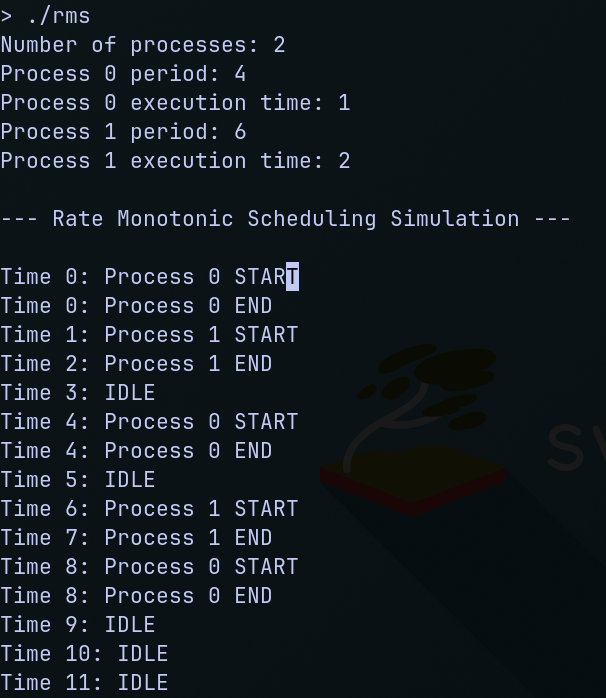 > ./rms
Number of processes: 2
Process 0 period: 4
Process 0 execution time: 1
Process 1 period: 6
Process 1 execution time: 2
--- Rate Monotonic Scheduling Simulation ---
Time 0: Process 0 START
Time 0: Process 0 END
Time 1: Process 1 START
Time 2: Process 1 END
Time 3: IDLE
Time 4: Process 0 START
Time 4: Process 0 END
Time 5: IDLE
Time 6: Process 1 START
Time 7: Process 1 END
Time 8: Process 0 START
Time 8: Process 0 END
Time 9: IDLE
Time 10: IDLE
Time 11: IDLE